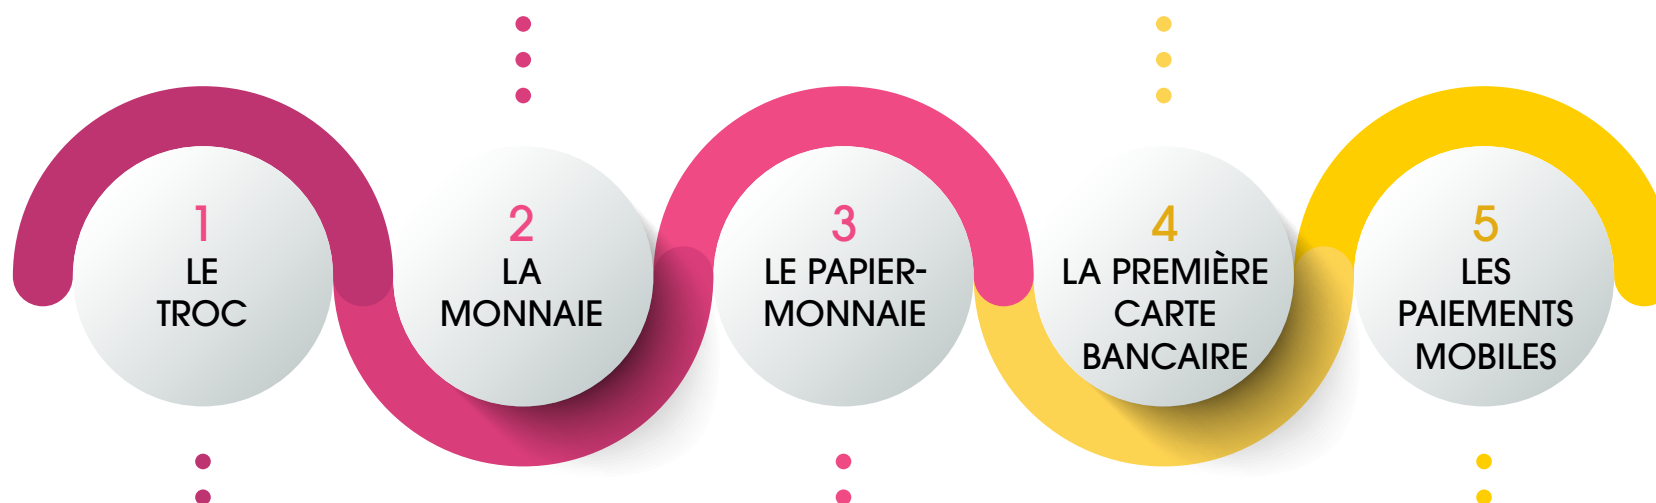 1
LE
TROC
2
LA
MONNAIE
3
LE PAPIER-
MONNAIE
4
LA PREMIÈRE
CARTE
BANCAIRE
5
LES
PAIEMENTS
MOBILES